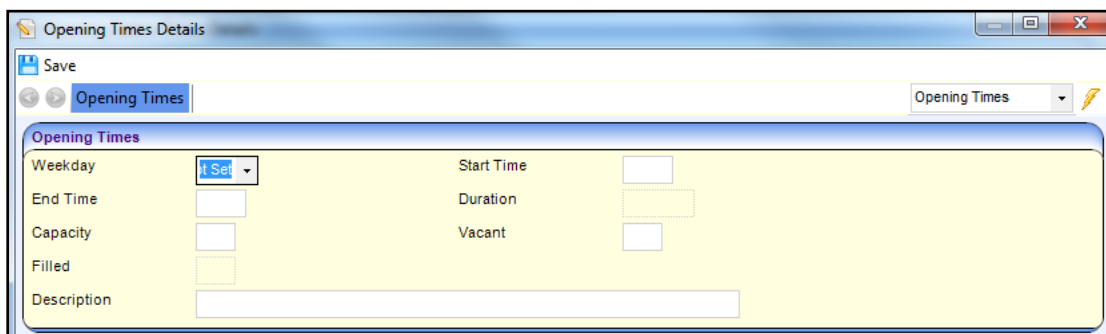 Opening Times Details
Save
Opening Times
Opening Times
Opening Times
Weekday
t Set
Start Time
End Time
Duration
Capacity
Vacant
Filled
Description